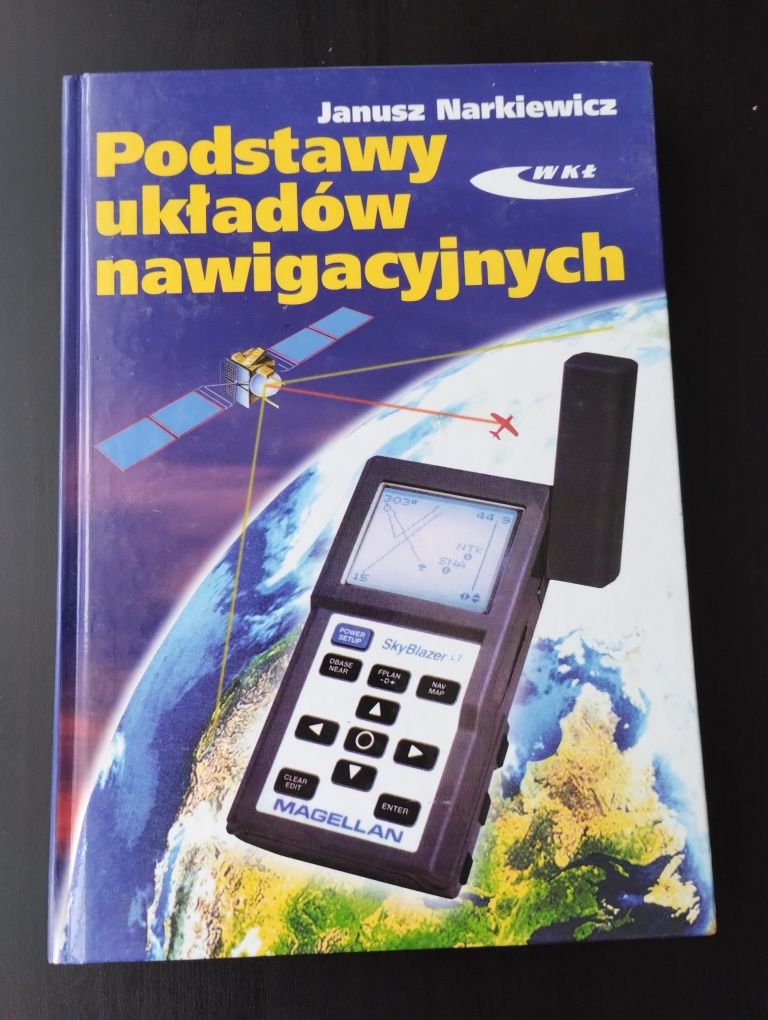 Janusz Narkiewicz
Podstawy
WKŁ
układów
nawigacyjnych
303°
44.9
NTK
SNA
15
POWER
SETUP
SkyBlazer LT
DBASE
NEAR
FPLAN
-D+
NAV
MAP
CLEAR
EDIT
ENTER
MAGELLAN